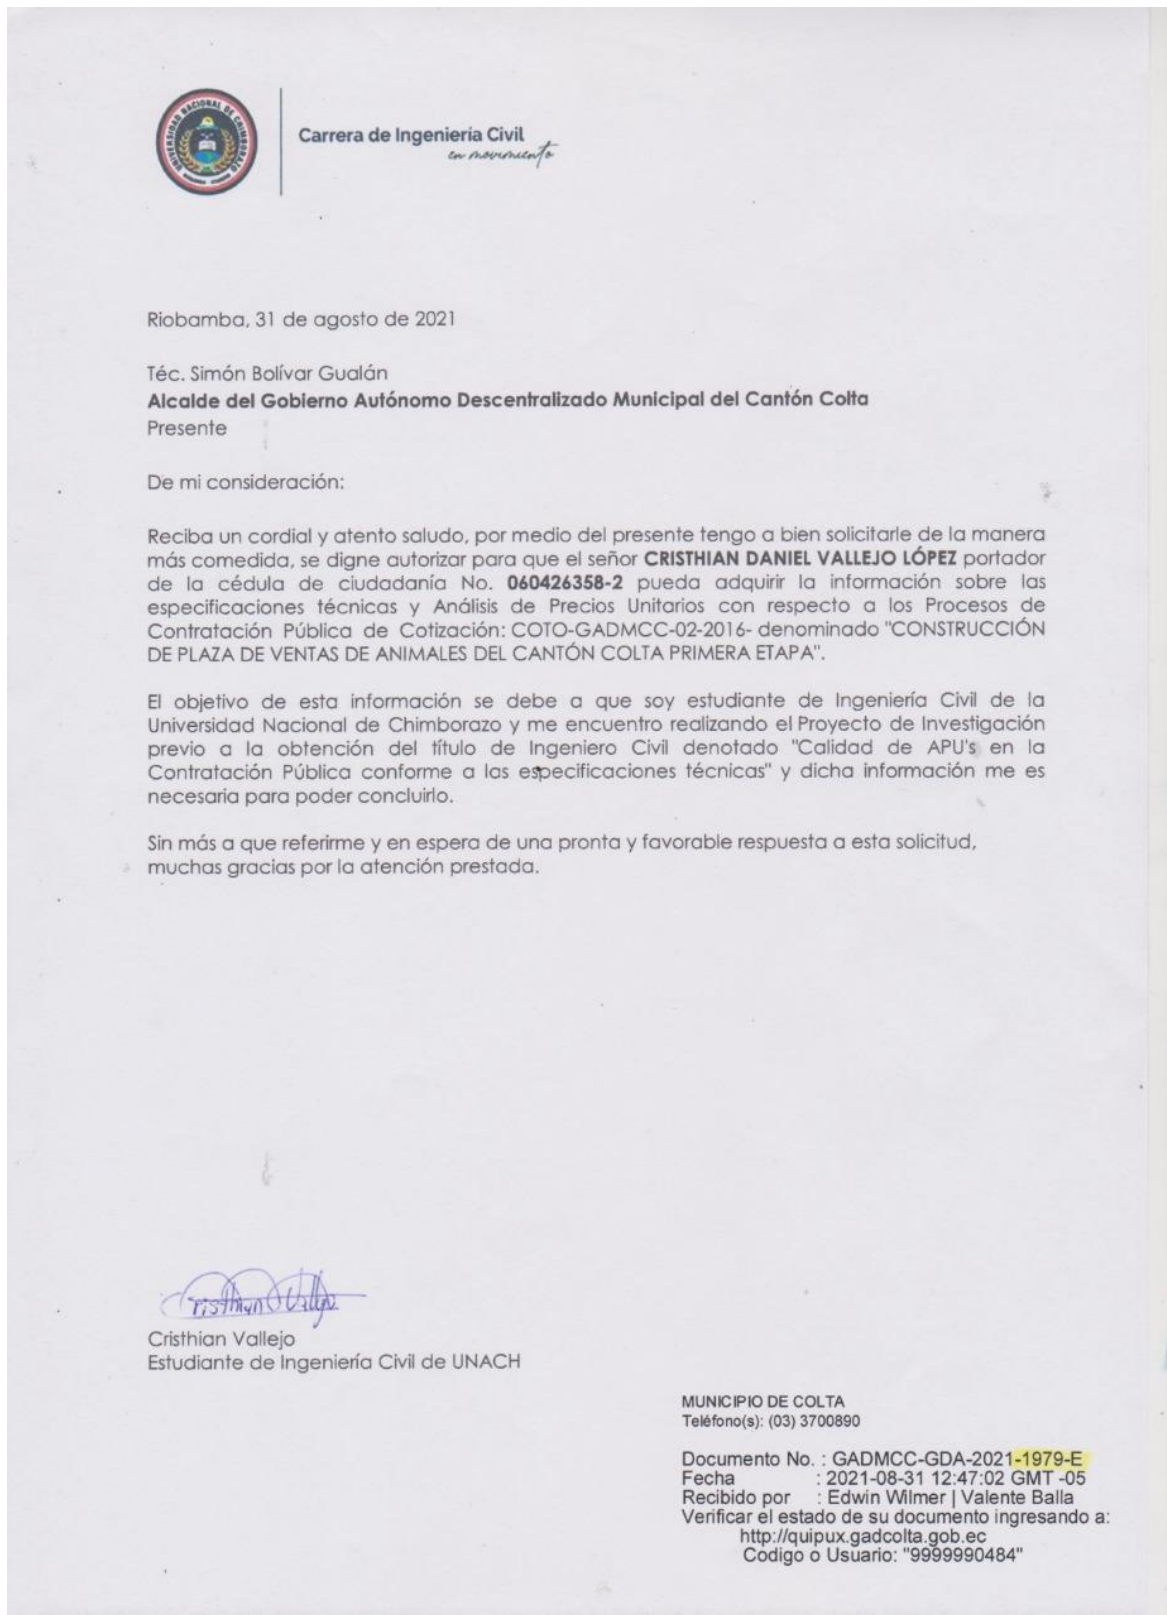 UNIVERSIDAD NACIONAL DE CHIMBORAZO
Carrera de Ingeniería Civil
en movimiento
Riobamba, 31 de agosto de 2021
Téc. Simón Bolívar Gualán
Alcalde del Gobierno Autónomo Descentralizado Municipal del Cantón Colta
Presente
De mi consideración:
Reciba un cordial y atento saludo, por medio del presente tengo a bien solicitarle de la manera
más comedida, se digne autorizar para que el señor CRISTHIAN DANIEL VALLEJO LÓPEZ portador
de la cédula de ciudadanía No. 060426358-2 pueda adquirir la información sobre las
especificaciones técnicas y Análisis de Precios Unitarios con respecto a los Procesos de
Contratación Pública de Cotización: COTO-GADMCC-02-2016- denominado "CONSTRUCCIÓN
DE PLAZA DE VENTAS DE ANIMALES DEL CANTÓN COLTA PRIMERA ETAPA".
El objetivo de esta información se debe a que soy estudiante de Ingeniería Civil de la
Universidad Nacional de Chimborazo y me encuentro realizando el Proyecto de Investigación
previo a la obtención del título de Ingeniero Civil denotado "Calidad de APU's en la
Contratación Pública conforme a las especificaciones técnicas" y dicha información me es
necesaria para poder concluirlo.
Sin más a que referirme y en espera de una pronta y favorable respuesta a esta solicitud,
muchas gracias por la atención prestada.
Cristhian Vallejo
Cristhian Vallejo
Estudiante de Ingeniería Civil de UNACH
MUNICIPIO DE COLTA
Teléfono(s): (03) 3700890
Documento No. : GADMCC-GDA-2021-1979-E
Fecha : 2021-08-31 12:47:02 GMT -05
Recibido por : Edwin Wilmer | Valente Balla
Verificar el estado de su documento ingresando a:
http://quipux.gadcolta.gob.ec
Codigo o Usuario: "9999990484"